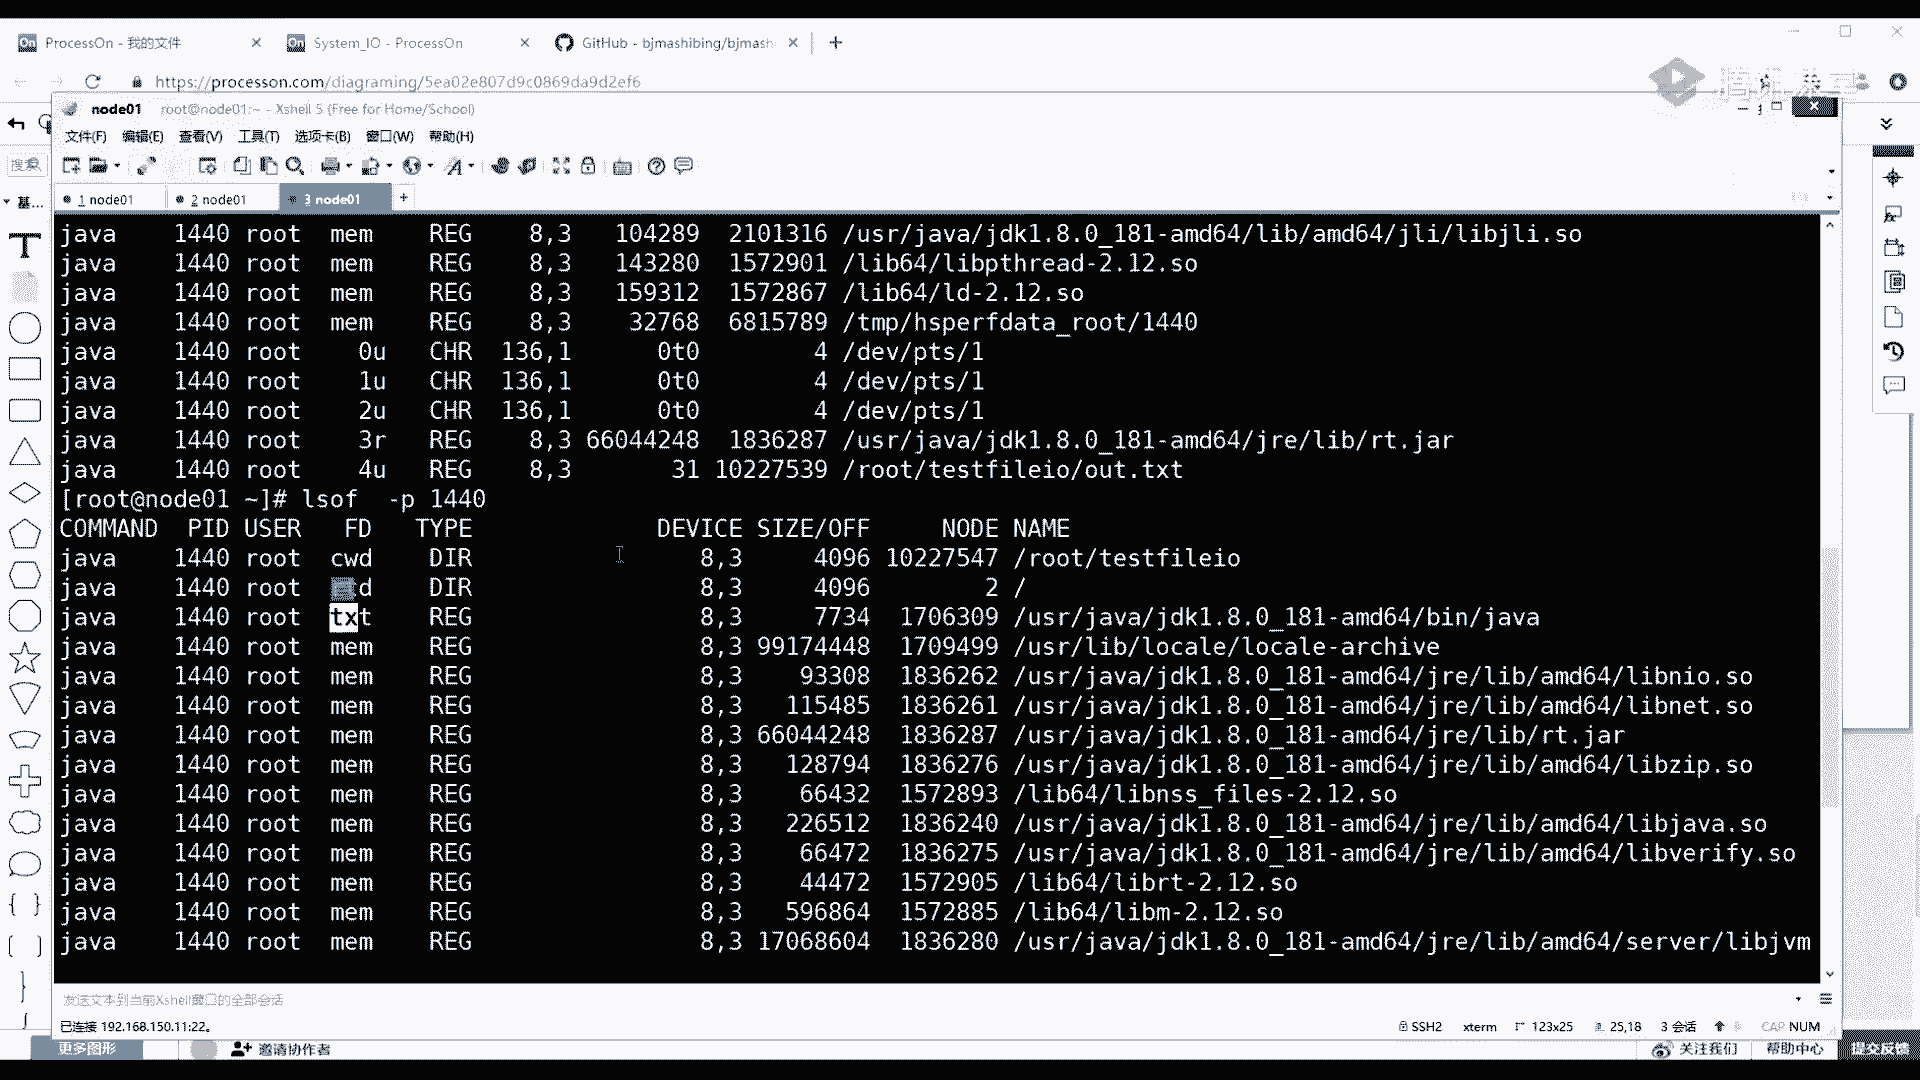 ProcessOn - 我的文件
System_IO - ProcessOn
GitHub - bjmashibing/bjmash
https://processon.com/diagraming/5ea02e807d9c0869da9d2ef6
node01 root@node01:~ - Xshell 5 (Free for Home/School)
文件(F) 编辑(E) 查看(V) 工具(T) 选项卡(B) 窗口(W) 帮助(H)
搜索
1 node01 2 node01 3 node01 +
基...
java 1440 root mem REG 8,3 104289 2101316 /usr/java/jdk1.8.0_181-amd64/lib/amd64/jli/libjli.so
java 1440 root mem REG 8,3 143280 1572901 /lib64/libpthread-2.12.so
java 1440 root mem REG 8,3 159312 1572867 /lib64/ld-2.12.so
java 1440 root mem REG 8,3 32768 6815789 /tmp/hsperfdata_root/1440
java 1440 root 0u CHR 136,1 0t0 4 /dev/pts/1
java 1440 root 1u CHR 136,1 0t0 4 /dev/pts/1
java 1440 root 2u CHR 136,1 0t0 4 /dev/pts/1
java 1440 root 3r REG 8,3 66044248 1836287 /usr/java/jdk1.8.0_181-amd64/jre/lib/rt.jar
java 1440 root 4u REG 8,3 31 10227539 /root/testfileio/out.txt
[root@node01 ~]# lsof -p 1440
COMMAND PID USER FD TYPE DEVICE SIZE/OFF NODE NAME
java 1440 root cwd DIR 8,3 4096 10227547 /root/testfileio
java 1440 root d DIR 8,3 4096 2 /
java 1440 root txt REG 8,3 7734 1706309 /usr/java/jdk1.8.0_181-amd64/bin/java
java 1440 root mem REG 8,3 99174448 1709499 /usr/lib/locale/locale-archive
java 1440 root mem REG 8,3 93308 1836262 /usr/java/jdk1.8.0_181-amd64/jre/lib/amd64/libnio.so
java 1440 root mem REG 8,3 115485 1836261 /usr/java/jdk1.8.0_181-amd64/jre/lib/amd64/libnet.so
java 1440 root mem REG 8,3 66044248 1836287 /usr/java/jdk1.8.0_181-amd64/jre/lib/rt.jar
java 1440 root mem REG 8,3 128794 1836276 /usr/java/jdk1.8.0_181-amd64/jre/lib/amd64/libzip.so
java 1440 root mem REG 8,3 66432 1572893 /lib64/libnss_files-2.12.so
java 1440 root mem REG 8,3 226512 1836240 /usr/java/jdk1.8.0_181-amd64/jre/lib/amd64/libjava.so
java 1440 root mem REG 8,3 66472 1836275 /usr/java/jdk1.8.0_181-amd64/jre/lib/amd64/libverify.so
java 1440 root mem REG 8,3 44472 1572905 /lib64/librt-2.12.so
java 1440 root mem REG 8,3 596864 1572885 /lib64/libm-2.12.so
java 1440 root mem REG 8,3 17068604 1836280 /usr/java/jdk1.8.0_181-amd64/jre/lib/amd64/server/libjvm
发送文本到当前Xshell窗口的全部会话
已连接 192.168.150.11:22。 SSH2 xterm 123x25 25,18 3 会话 CAP NUM
更多图形 邀请协作者 关注我们 帮助中心 提交反馈